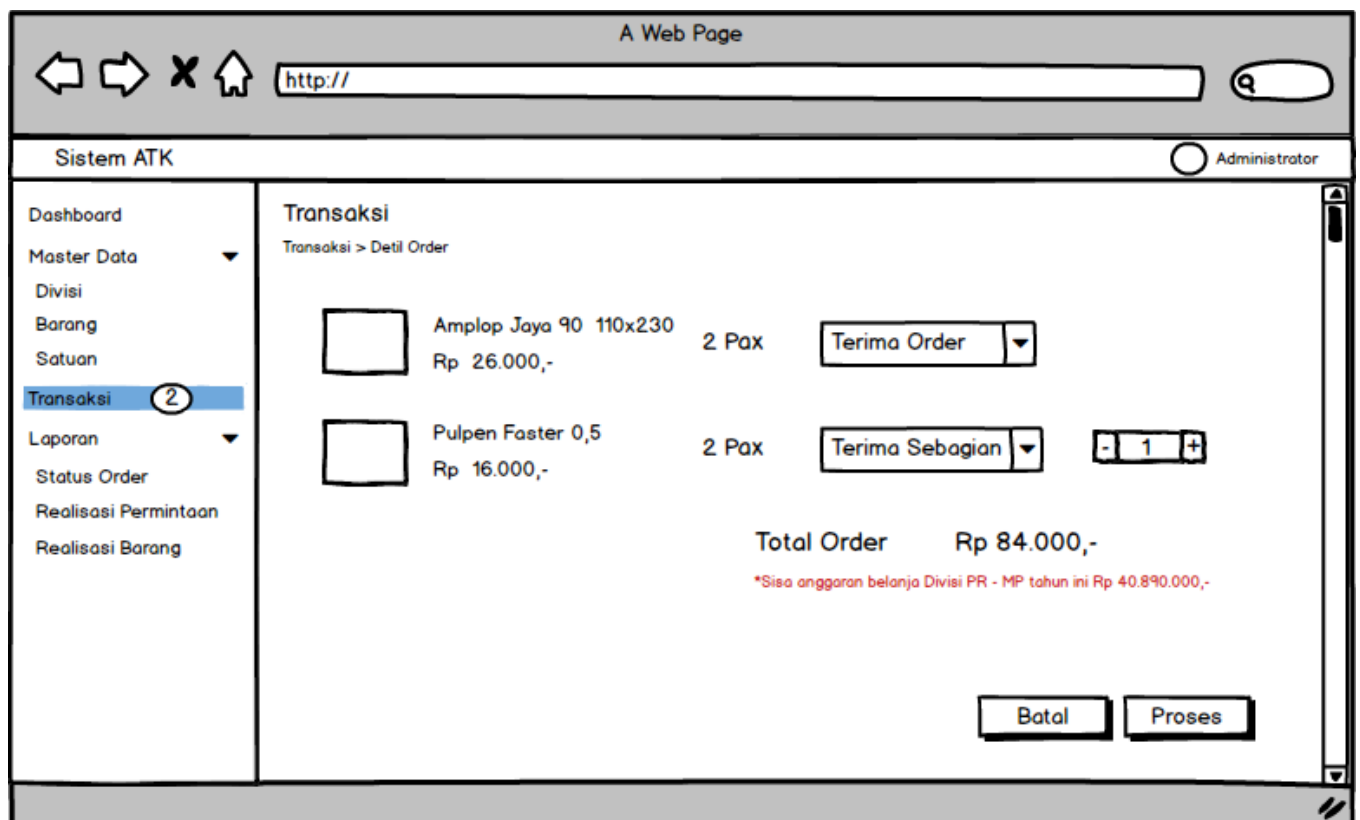 A Web Page
http://
Sistem ATK
Administrator
Dashboard
Master Data
Divisi
Barang
Satuan
Transaksi 2
Laporan
Status Order
Realisasi Permintaan
Realisasi Barang
Transaksi
Transaksi > Detil Order
Amplop Jaya 90 110x230
Rp 26.000,-
2 Pax
Terima Order
Pulpen Faster 0,5
Rp 16.000,-
2 Pax
Terima Sebagian
- 1 +
Total Order Rp 84.000,-
*Sisa anggaran belanja Divisi PR - MP tahun ini Rp 40.890.000,-
Batal
Proses